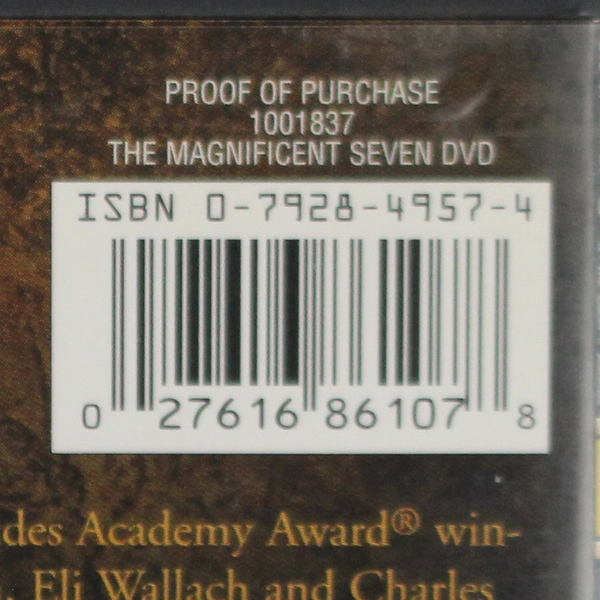 PROOF OF PURCHASE
1001837
THE MAGNIFICENT SEVEN DVD
ISBN 0-7928-4957-4
0 27616 86107 8
Academy Award® win-
Eli Wallach and Charles